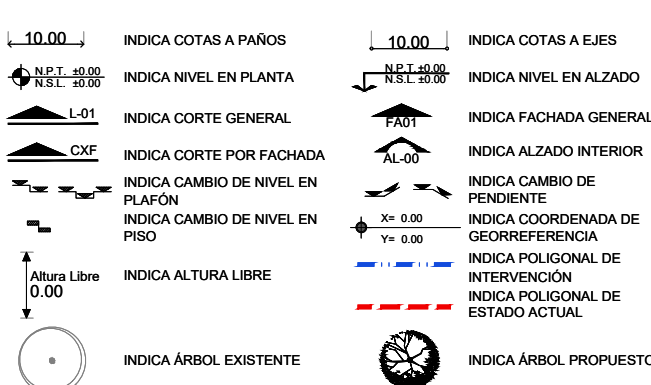 10.00
INDICA COTAS A PAÑOS
N.P.T. ±0.00
N.S.L. ±0.00
INDICA NIVEL EN PLANTA
L-01
INDICA CORTE GENERAL
CXF
INDICA CORTE POR FACHADA
INDICA CAMBIO DE NIVEL EN
PLAFÓN
INDICA CAMBIO DE NIVEL EN
PISO
Altura Libre
0.00
INDICA ALTURA LIBRE
INDICA ÁRBOL EXISTENTE
10.00
INDICA COTAS A EJES
N.P.T. ±0.00
N.S.L. ±0.00
INDICA NIVEL EN ALZADO
FA01
INDICA FACHADA GENERAL
AL-00
INDICA ALZADO INTERIOR
INDICA CAMBIO DE
PENDIENTE
X= 0.00
Y= 0.00
INDICA COORDENADA DE
GEORREFERENCIA
INDICA POLIGONAL DE
INTERVENCIÓN
INDICA POLIGONAL DE
ESTADO ACTUAL
INDICA ÁRBOL PROPUESTO